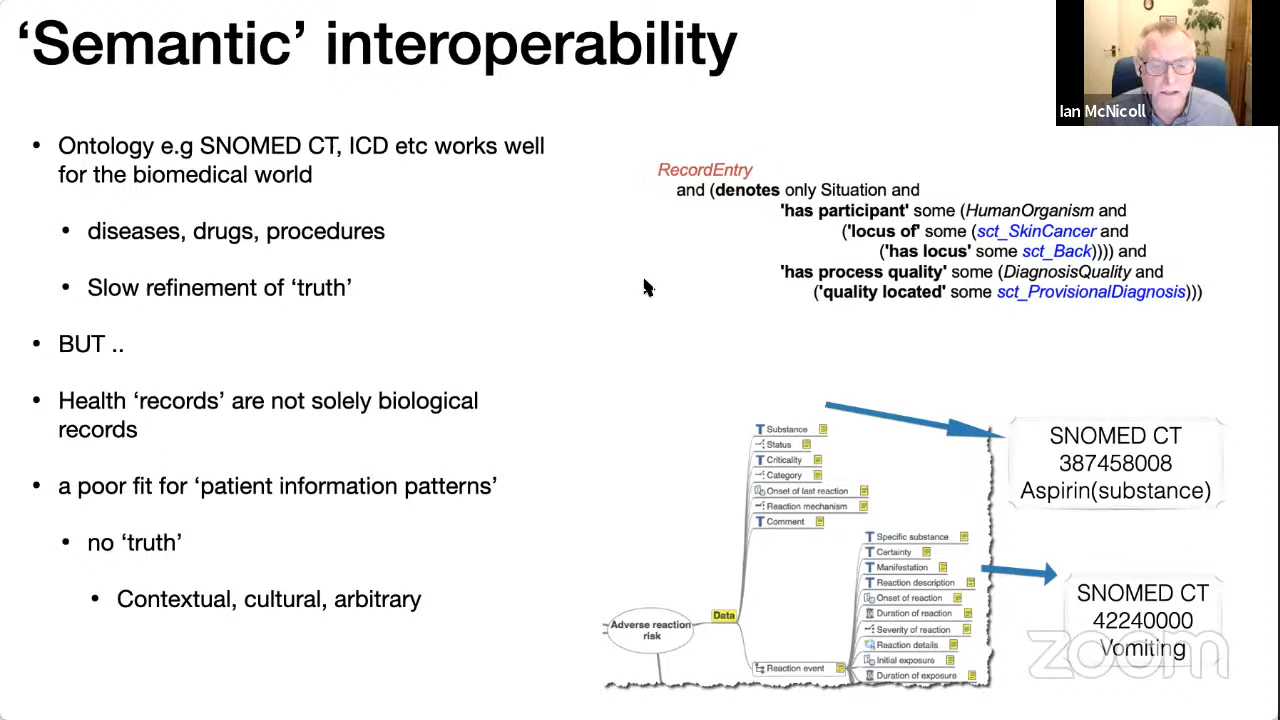 ‘Semantic’ interoperability
Ian McNicoll
• Ontology e.g SNOMED CT, ICD etc works well
for the biomedical world
• diseases, drugs, procedures
• Slow refinement of ‘truth’
• BUT ..
• Health ‘records’ are not solely biological
records
• a poor fit for ‘patient information patterns’
• no ‘truth’
• Contextual, cultural, arbitrary
RecordEntry
and (denotes only Situation and
'has participant' some (HumanOrganism and
('locus of' some (sct_SkinCancer and
('has locus' some sct_Back)))) and
'has process quality' some (DiagnosisQuality and
('quality located' some sct_ProvisionalDiagnosis)))
Substance
Status
Criticality
Category
Onset of last reaction
Reaction mechanism
Comment
Specific substance
Certainty
Manifestation
Reaction description
Onset of reaction
Duration of reaction
Severity of reaction
Reaction details
Initial exposure
Duration of exposure
Data
Adverse reaction
risk
Reaction event
SNOMED CT
387458008
Aspirin(substance)
SNOMED CT
42240000
Vomiting
zoom